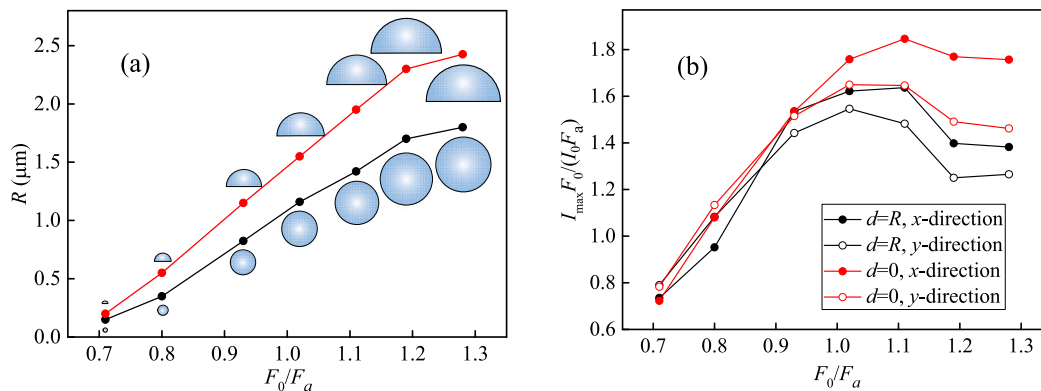 (a)
R (μm)
2.5
2.0
1.5
1.0
0.5
0.0
0.7 0.8 0.9 1.0 1.1 1.2 1.3
F₀/Fₐ
(b)
I_max F₀/(I₀Fₐ)
1.8
1.6
1.4
1.2
1.0
0.8
0.6
d=R, x-direction
d=R, y-direction
d=0, x-direction
d=0, y-direction
0.7 0.8 0.9 1.0 1.1 1.2 1.3
F₀/Fₐ